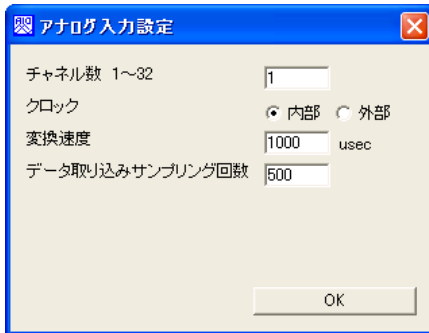 アナログ入力設定
チャネル数 1～32 1
クロック 内部 外部
変換速度 1000 usec
データ取り込みサンプリング回数 500
OK